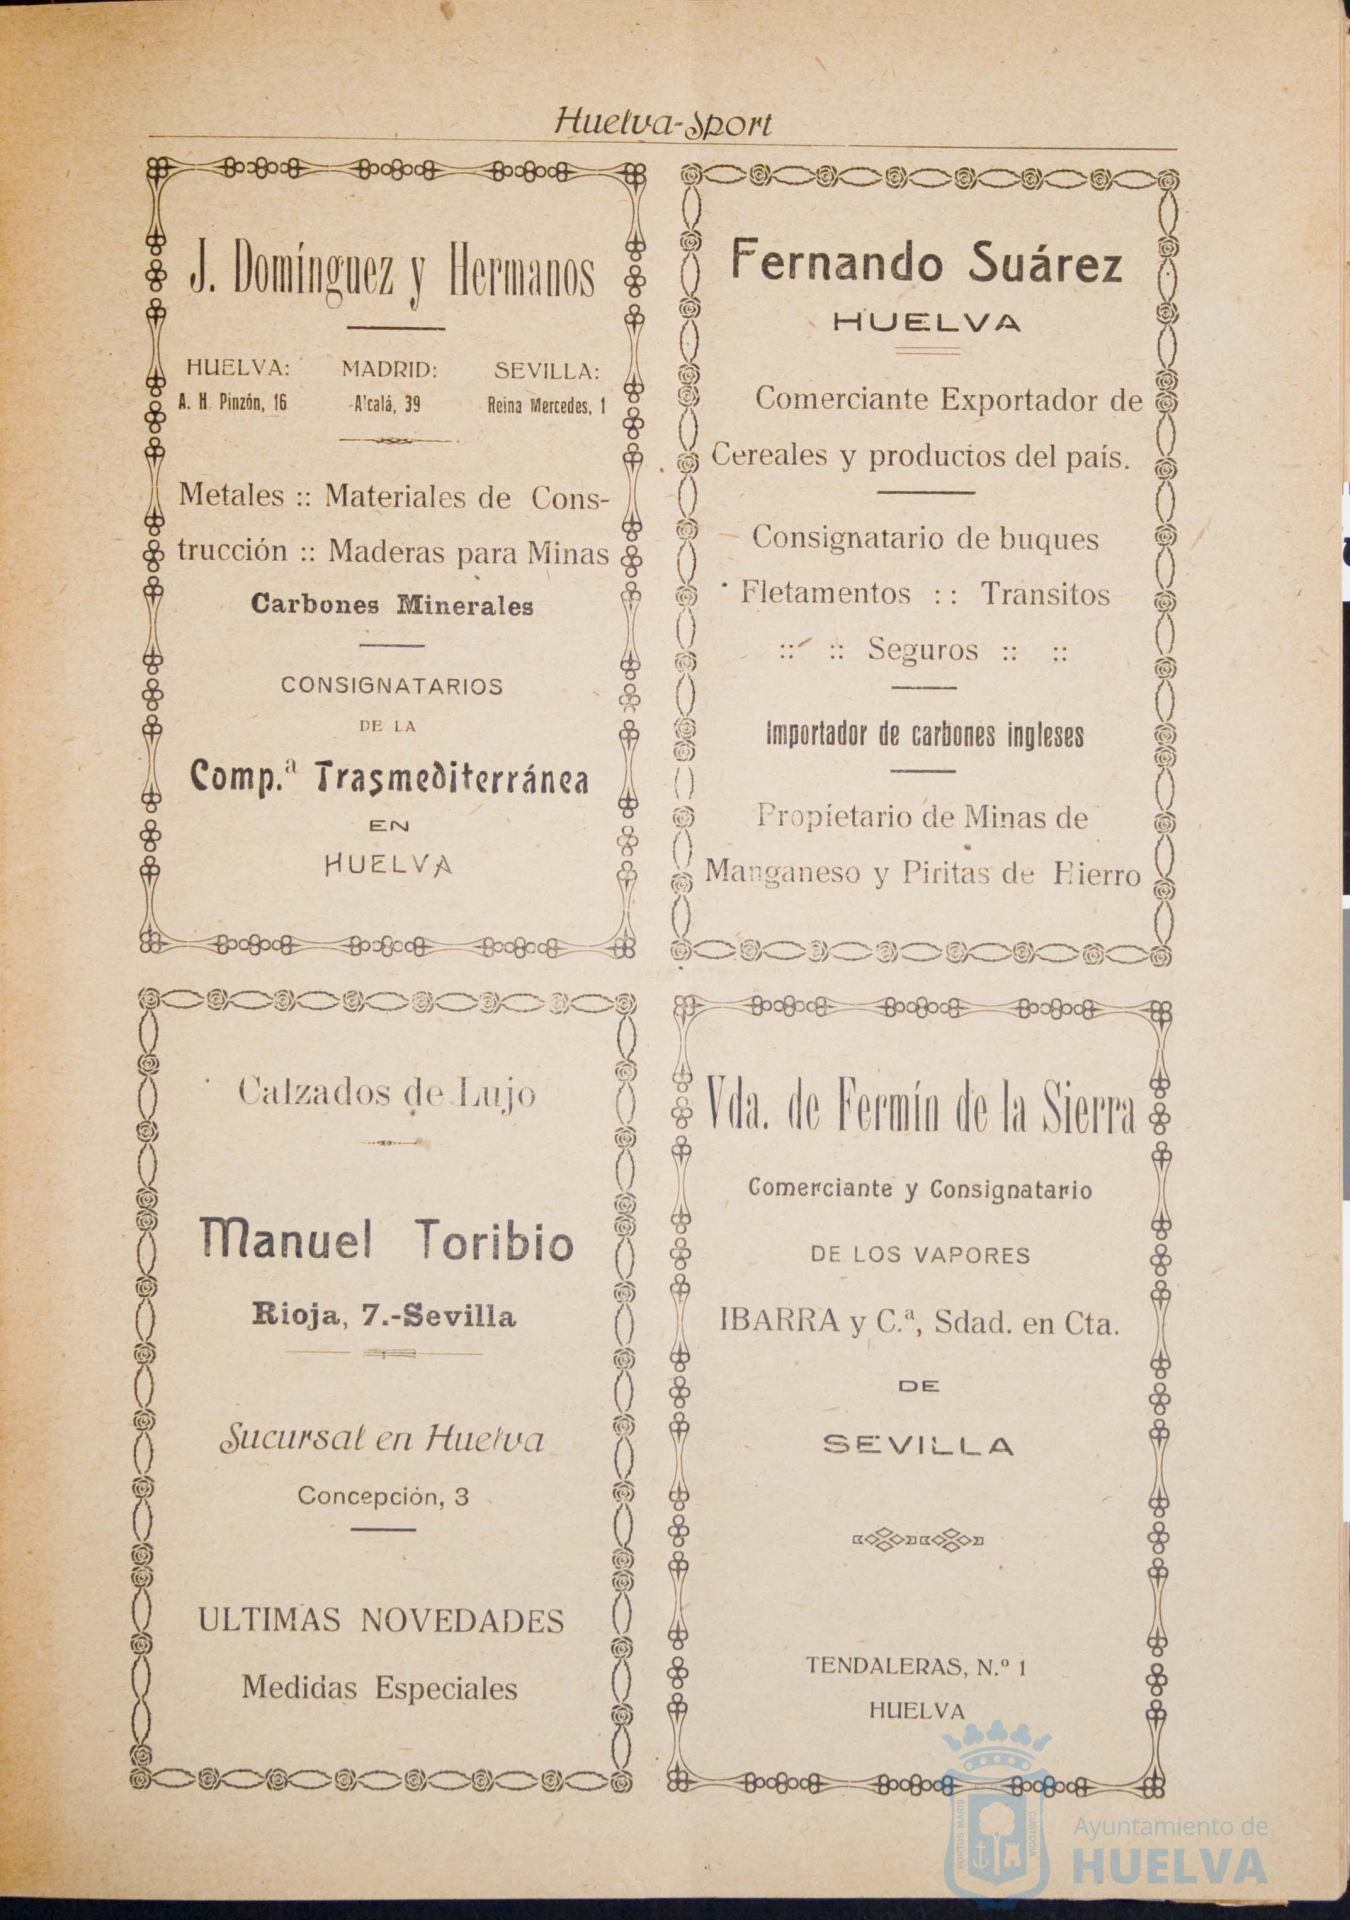 Huelva-Sport
J. Domínguez y Hermanos
HUELVA: MADRID: SEVILLA:
A. H. Pinzón, 16 Alcalá, 39 Reina Mercedes, 1
Metales :: Materiales de Cons-
trucción :: Maderas para Minas
Carbones Minerales
CONSIGNATARIOS
DE LA
Comp.ª Trasmediterránea
EN
HUELVA
Fernando Suárez
HUELVA
Comerciante Exportador de
Cereales y productos del país.
Consignatario de buques
Fletamentos :: Transitos
:: :: Seguros :: ::
Importador de carbones ingleses
Propietario de Minas de
Manganeso y Piritas de Hierro
Calzados de Lujo
Manuel Toribio
Rioja, 7.-Sevilla
Sucursal en Huelva
Concepción, 3
ULTIMAS NOVEDADES
Medidas Especiales
Vda. de Fermín de la Sierra
Comerciante y Consignatario
DE LOS VAPORES
IBARRA y C.ª, Sdad. en Cta.
DE
SEVILLA
TENDALERAS, N.º 1
HUELVA
PORTUS MARIS
CUSTODIA
Ayuntamiento de
HUELVA